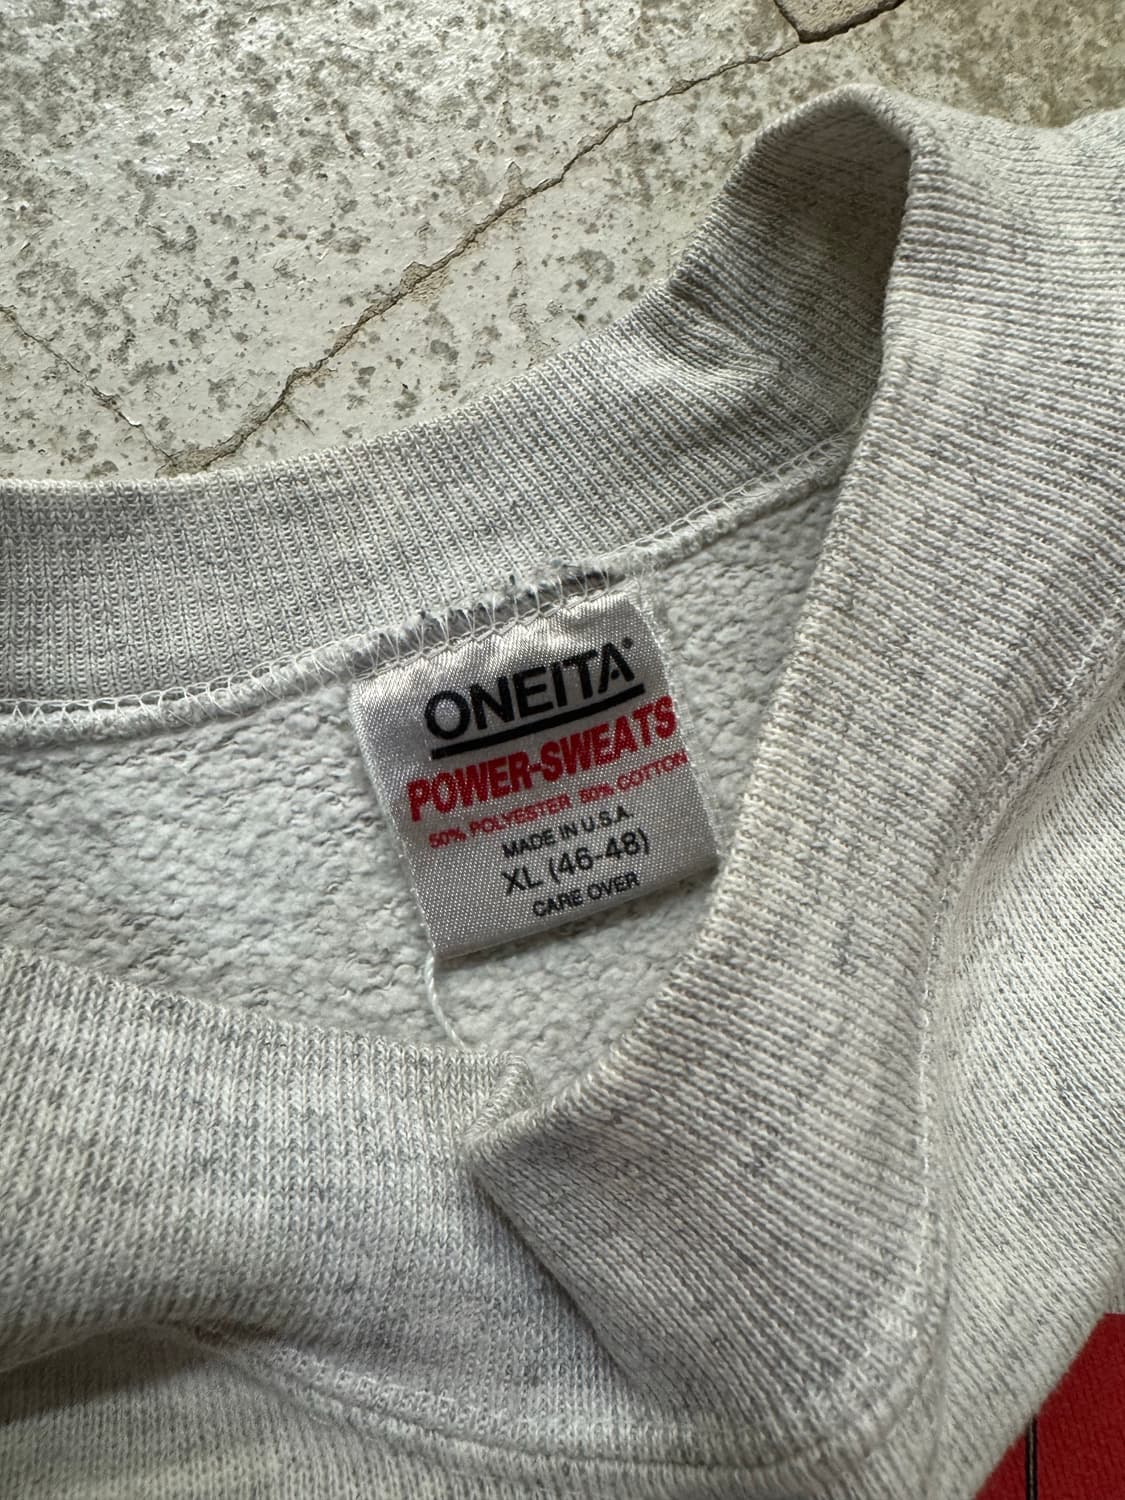 ONEITA®
POWER-SWEATS
50% POLYESTER 50% COTTON
MADE IN U.S.A.
XL (46-48)
CARE OVER